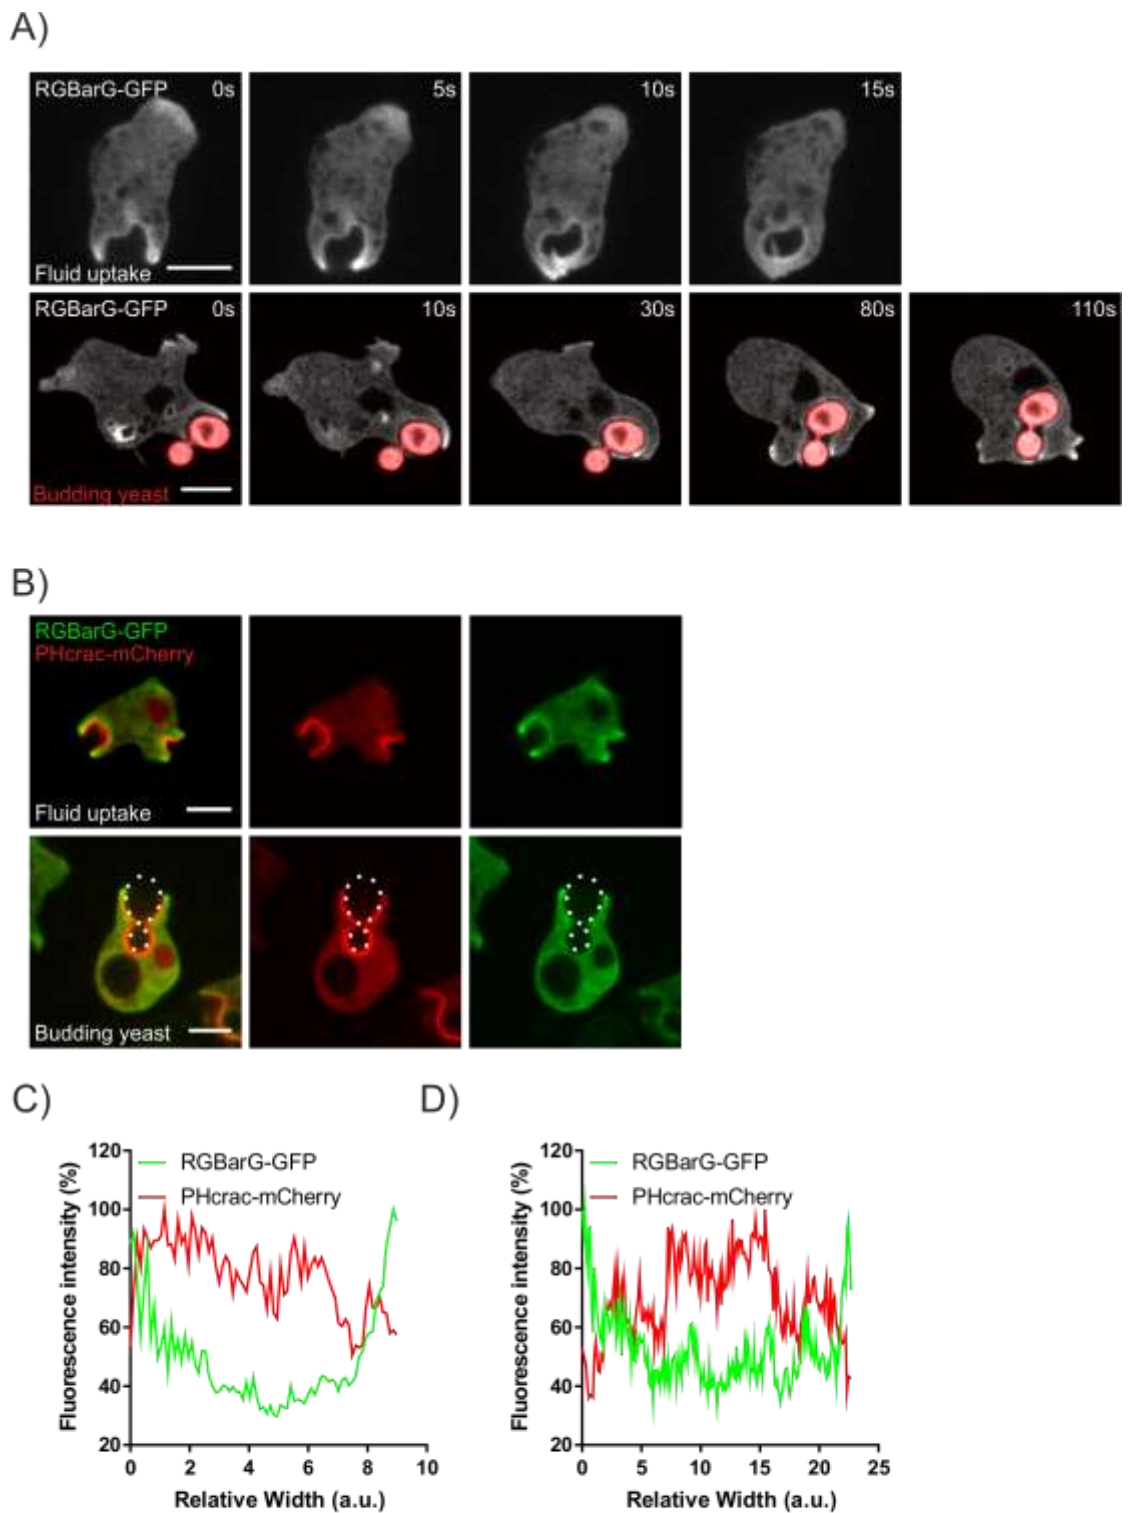 A)
RGBarG-GFP 0s 5s 10s 15s
Fluid uptake
RGBarG-GFP 0s 10s 30s 80s 110s
Budding yeast
B)
RGBarG-GFP
PHcrac-mCherry
Fluid uptake
Budding yeast
C)
120
100
80
60
40
20
0 2 4 6 8 10
Fluorescence intensity (%)
Relative Width (a.u.)
RGBarG-GFP
PHcrac-mCherry
D)
120
100
80
60
40
20
0 5 10 15 20 25
Fluorescence intensity (%)
Relative Width (a.u.)
RGBarG-GFP
PHcrac-mCherry